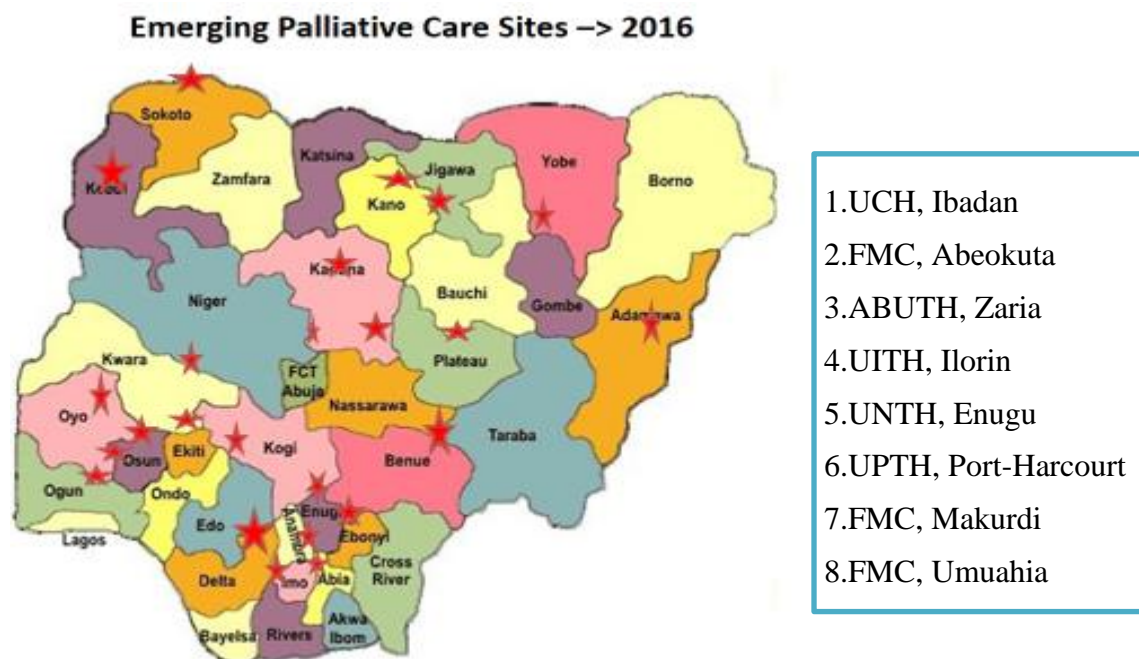 Emerging Palliative Care Sites –> 2016
Sokoto
Katsina
Jigawa
Yobe
Borno
Zamfara
Kano
Niger
Bauchi
Gombe
Kwara
Plateau
FCT
Abuja
Nassarawa
Oyo
Taraba
Osun
Ekiti
Kogi
Benue
Ogun
Ondo
Edo
Lagos
Anambra
Ebonyi
Cross
River
Delta
Imo
Abia
Bayelsa
Rivers
Akwa
Ibom
1.UCH, Ibadan
2.FMC, Abeokuta
3.ABUTH, Zaria
4.UITH, Ilorin
5.UNTH, Enugu
6.UPTH, Port-Harcourt
7.FMC, Makurdi
8.FMC, Umuahia